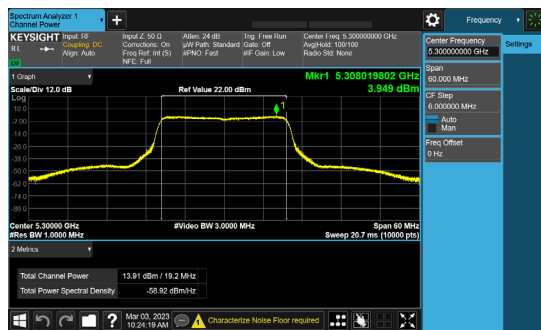 Spectrum Analyzer 1
Channel Power
Frequency
KEYSIGHT
RL
Input: RF
Coupling: DC
Align: Auto
Input Z: 50 Ω
Corrections: On
Freq Ref: Int (S)
NFE: Full
Atten: 24 dB
µW Path: Standard
#PNO: Fast
Trig: Free Run
Gate: Off
#IF Gain: Low
Center Freq: 5.300000000 GHz
Avg|Hold: 100/100
Radio Std: None
Center Frequency
5.300000000 GHz
Settings
Span
60.000 MHz
CF Step
6.000000 MHz
Auto
Man
Freq Offset
0 Hz
1 Graph
Mkr1 5.308019802 GHz
Scale/Div 12.0 dB
Ref Value 22.00 dBm
3.949 dBm
Log
1
10.0
-2.00
-14.0
-26.0
-38.0
-50.0
-62.0
-74.0
-86.0
Center 5.30000 GHz
#Video BW 3.0000 MHz
Span 60 MHz
#Res BW 1.0000 MHz
Sweep 20.7 ms (10000 pts)
2 Metrics
Total Channel Power 13.91 dBm / 19.2 MHz
Total Power Spectral Density -58.92 dBm/Hz
Mar 03, 2023
10:24:19 AM
Characterize Noise Floor required